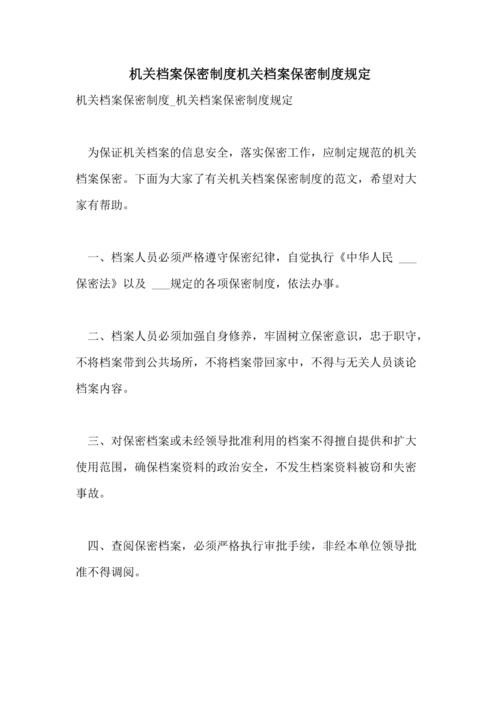 机关档案保密制度机关档案保密制度规定
机关档案保密制度_机关档案保密制度规定
为保证机关档案的信息安全，落实保密工作，应制定规范的机关
档案保密。下面为大家了有关机关档案保密制度的范文，希望对大
家有帮助。
一、档案人员必须严格遵守保密纪律，自觉执行《中华人民 ___
保密法》以及 ___规定的各项保密制度，依法办事。
二、档案人员必须加强自身修养，牢固树立保密意识，忠于职守，
不将档案带到公共场所，不将档案带回家中，不得与无关人员谈论
档案内容。
三、对保密档案或未经领导批准利用的档案不得擅自提供和扩大
使用范围，确保档案资料的政治安全，不发生档案资料被窃和失密
事故。
四、查阅保密档案，必须严格执行审批手续，非经本单位领导批
准不得调阅。